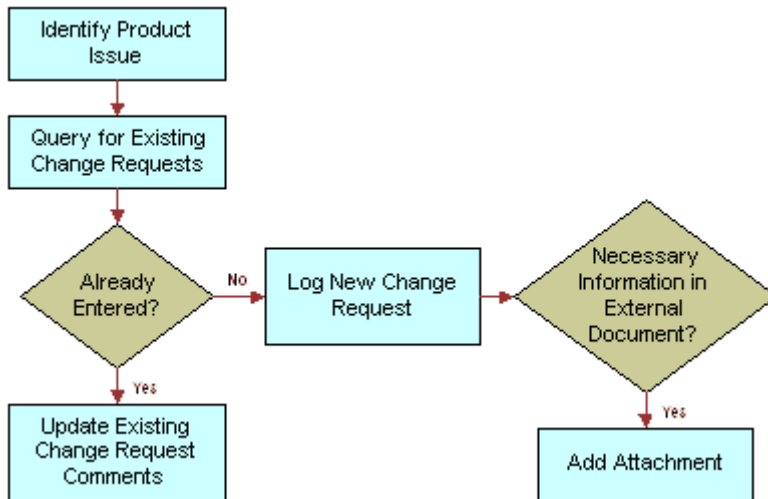 Identify Product
Issue
Query for Existing
Change Requests
Already
Entered?
No
Log New Change
Request
Necessary
Information in
External
Document?
Yes
Update Existing
Change Request
Comments
Yes
Add Attachment